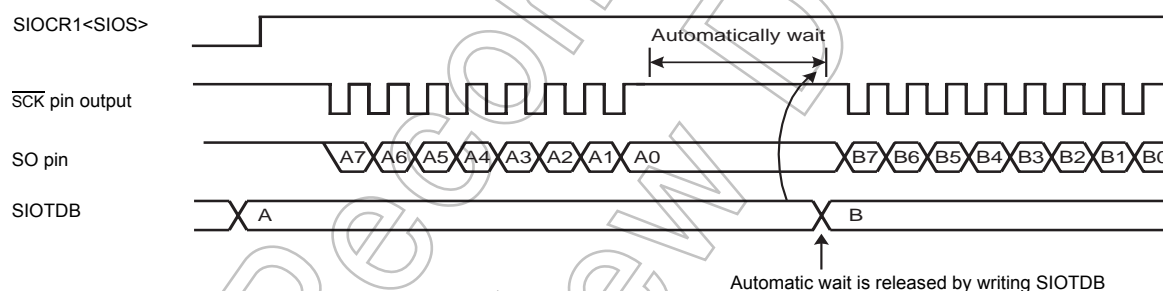 SIOCR1<SIOS>
Automatically wait
SCK pin output
SO pin
A7 A6 A5 A4 A3 A2 A1 A0 B7 B6 B5 B4 B3 B2 B1 B0
SIOTDB
A B
Automatic wait is released by writing SIOTDB